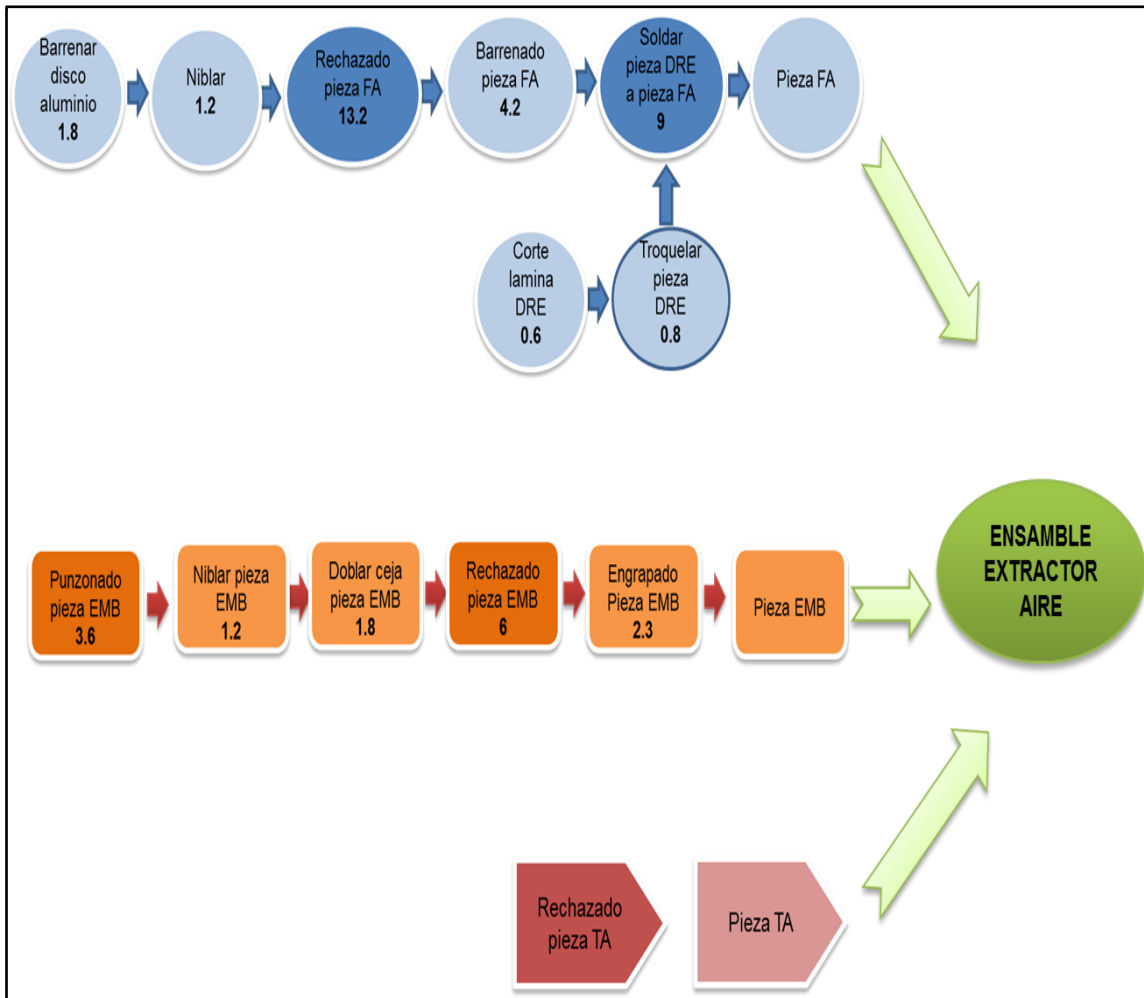 Barrenar
disco
aluminio
1.8
Niblar
1.2
Rechazado
pieza FA
13.2
Barrenado
pieza FA
4.2
Soldar
pieza DRE
a pieza FA
9
Pieza FA
Corte
lamina
DRE
0.6
Troquelar
pieza
DRE
0.8
Punzonado
pieza EMB
3.6
Niblar pieza
EMB
1.2
Doblar ceja
pieza EMB
1.8
Rechazado
pieza EMB
6
Engrapado
Pieza EMB
2.3
Pieza EMB
ENSAMBLE
EXTRACTOR
AIRE
Rechazado
pieza TA
Pieza TA